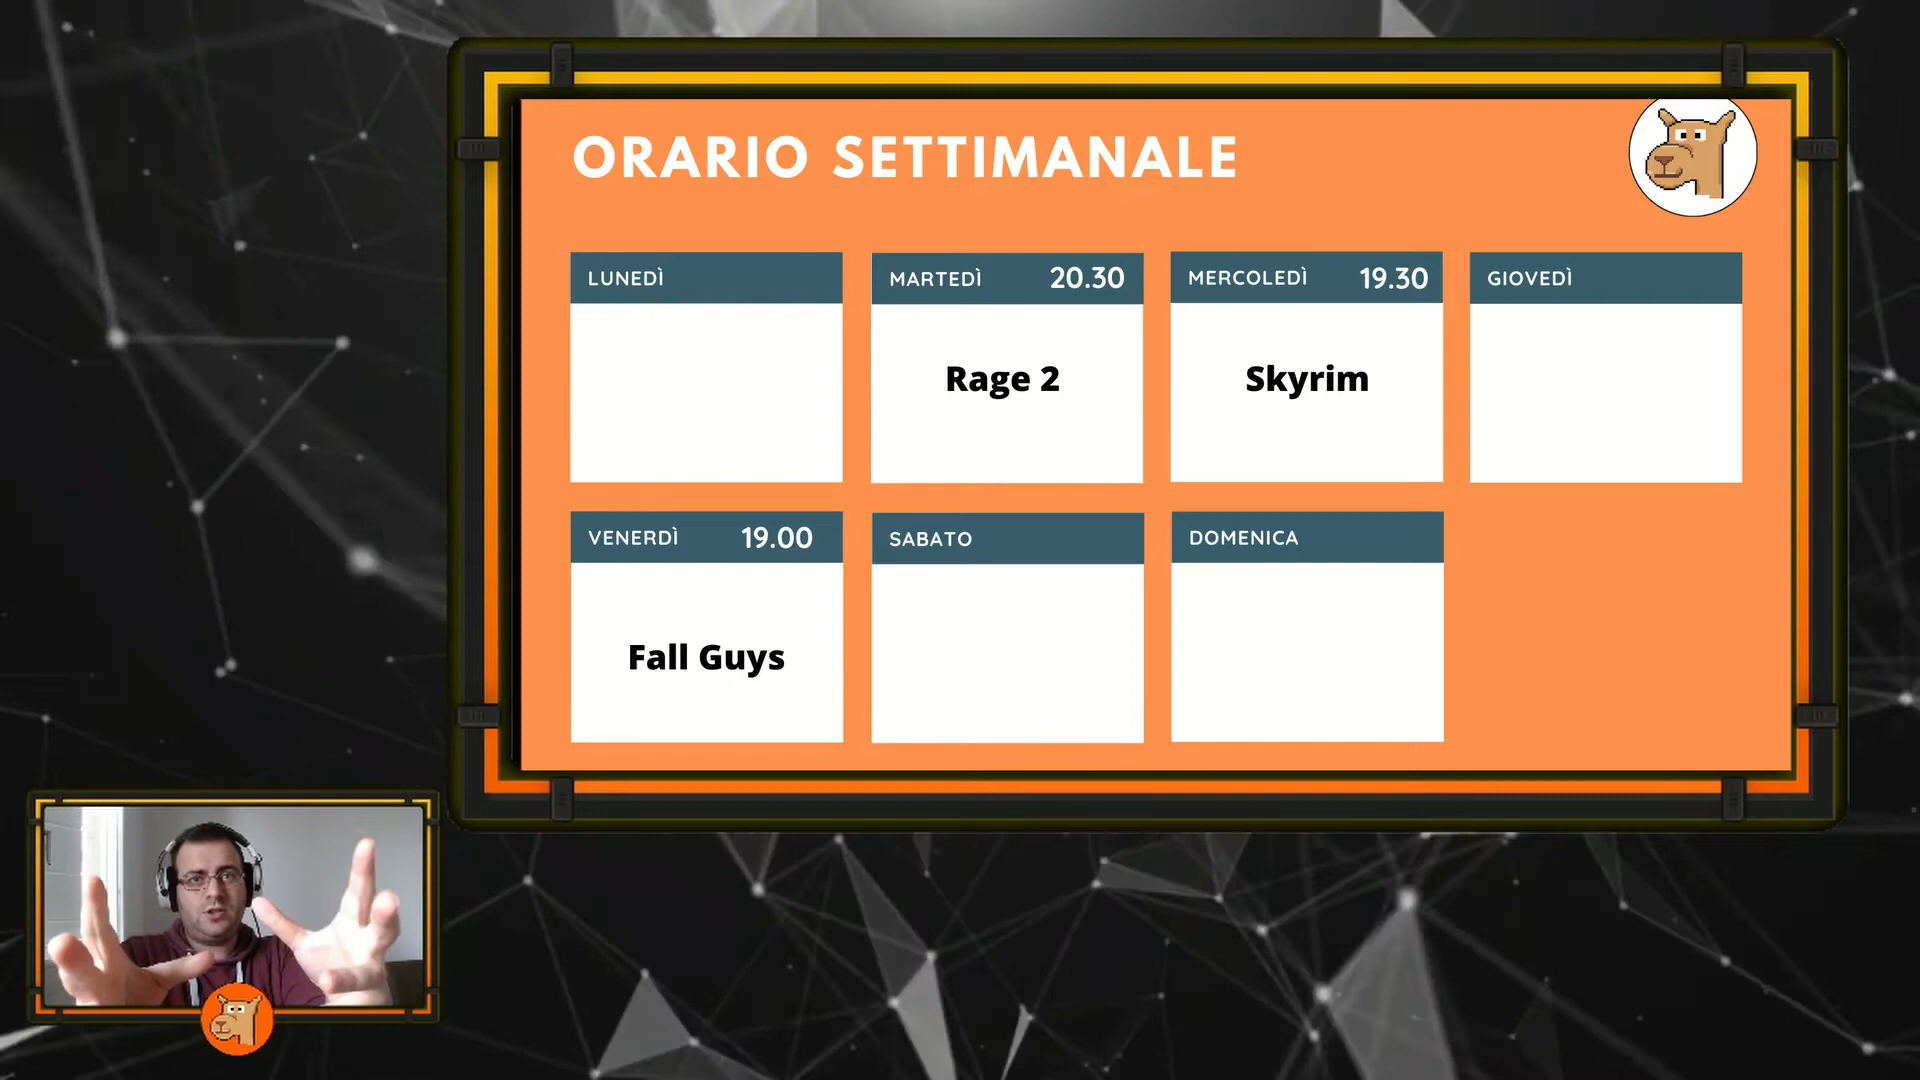 ORARIO SETTIMANALE
LUNEDÌ
MARTEDÌ 20.30
Rage 2
MERCOLEDÌ 19.30
Skyrim
GIOVEDÌ
VENERDÌ 19.00
Fall Guys
SABATO
DOMENICA